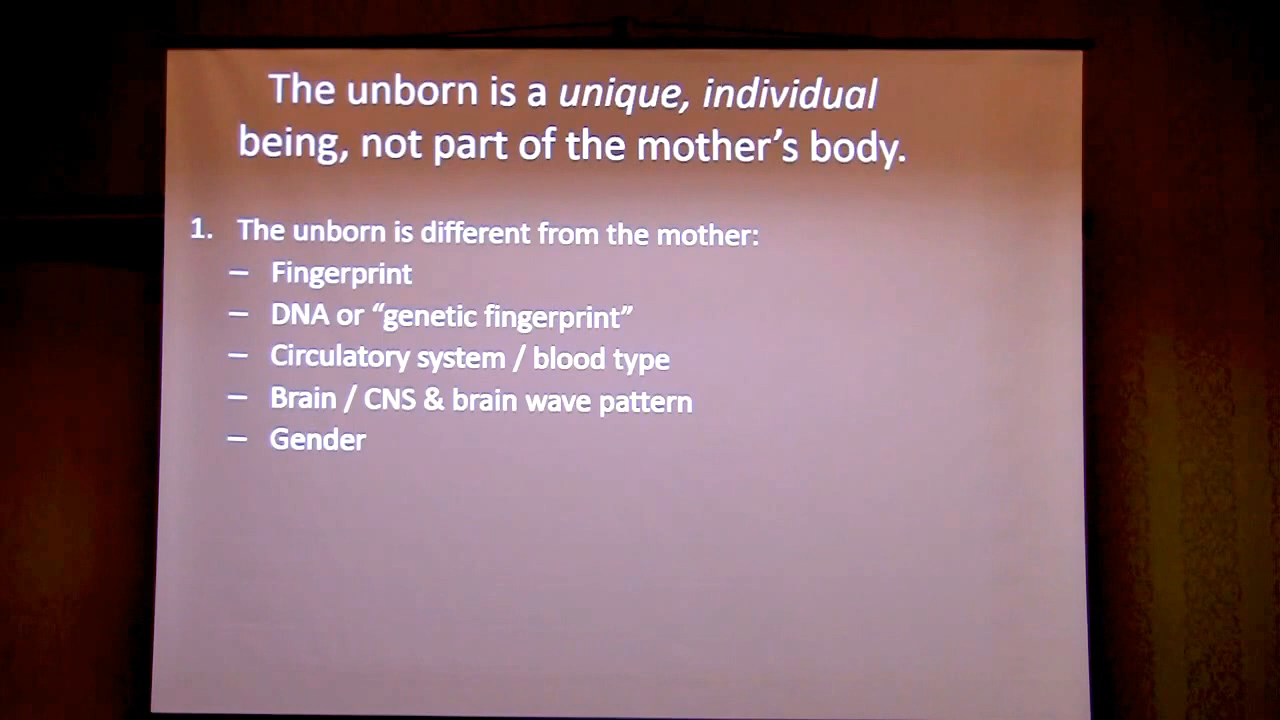 The unborn is a unique, individual
being, not part of the mother’s body.
1. The unborn is different from the mother:
– Fingerprint
– DNA or “genetic fingerprint”
– Circulatory system / blood type
– Brain / CNS & brain wave pattern
– Gender